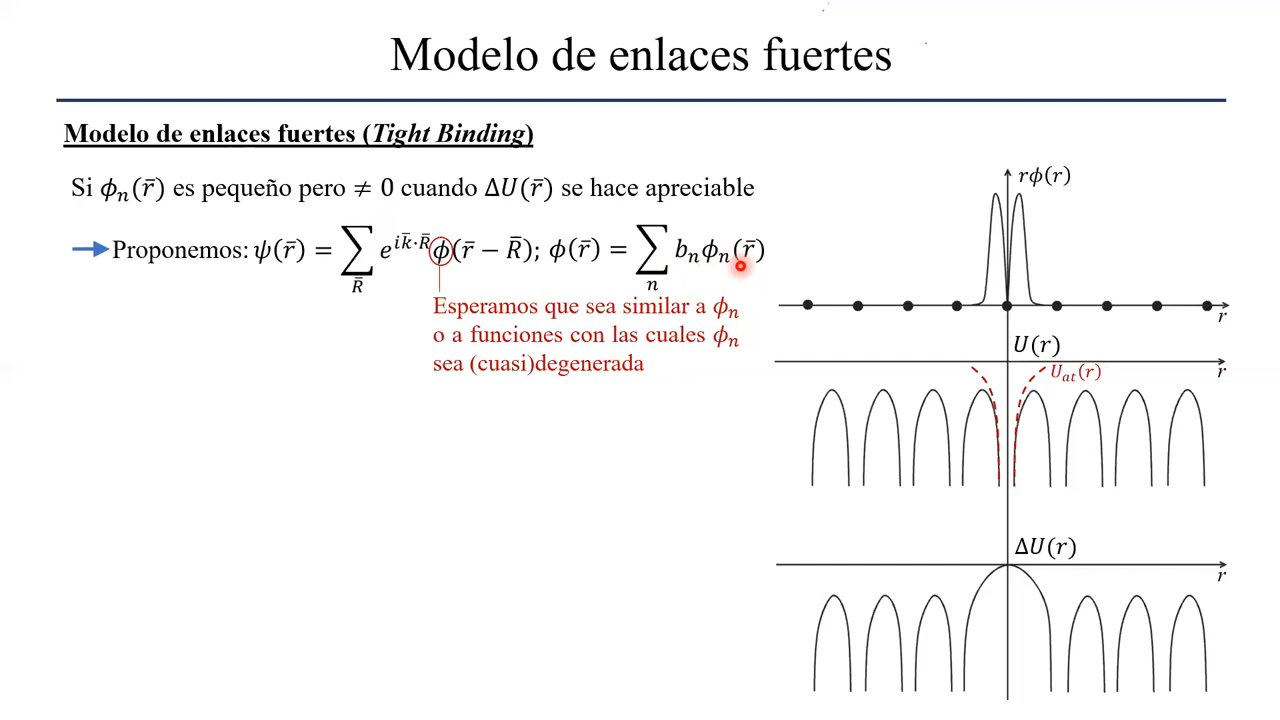 Modelo de enlaces fuertes
Modelo de enlaces fuertes (Tight Binding)
Si ϕₙ(r̄) es pequeño pero ≠ 0 cuando ΔU(r̄) se hace apreciable
Proponemos: ψ(r̄) = ∑_R̄ e^{ik̄·R̄} ϕ(r̄ − R̄); ϕ(r̄) = ∑_n bₙϕₙ(r̄)
Esperamos que sea similar a ϕₙ
o a funciones con las cuales ϕₙ
sea (cuasi)degenerada
rϕ(r)
r
U(r)
r
U_at(r)
ΔU(r)
r